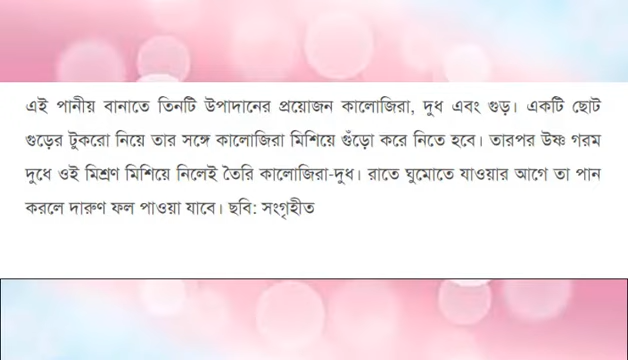 এই পানীয় বানাতে তিনটি উপাদানের প্রয়োজন কালোজিরা, দুধ এবং গুড়। একটি ছোট
গুড়ের টুকরো নিয়ে তার সঙ্গে কালোজিরা মিশিয়ে গুঁড়ো করে নিতে হবে। তারপর উষ্ণ গরম
দুধে ওই মিশ্রণ মিশিয়ে নিলেই তৈরি কালোজিরা-দুধ। রাতে ঘুমোতে যাওয়ার আগে তা পান
করলে দারুণ ফল পাওয়া যাবে। ছবি: সংগৃহীত